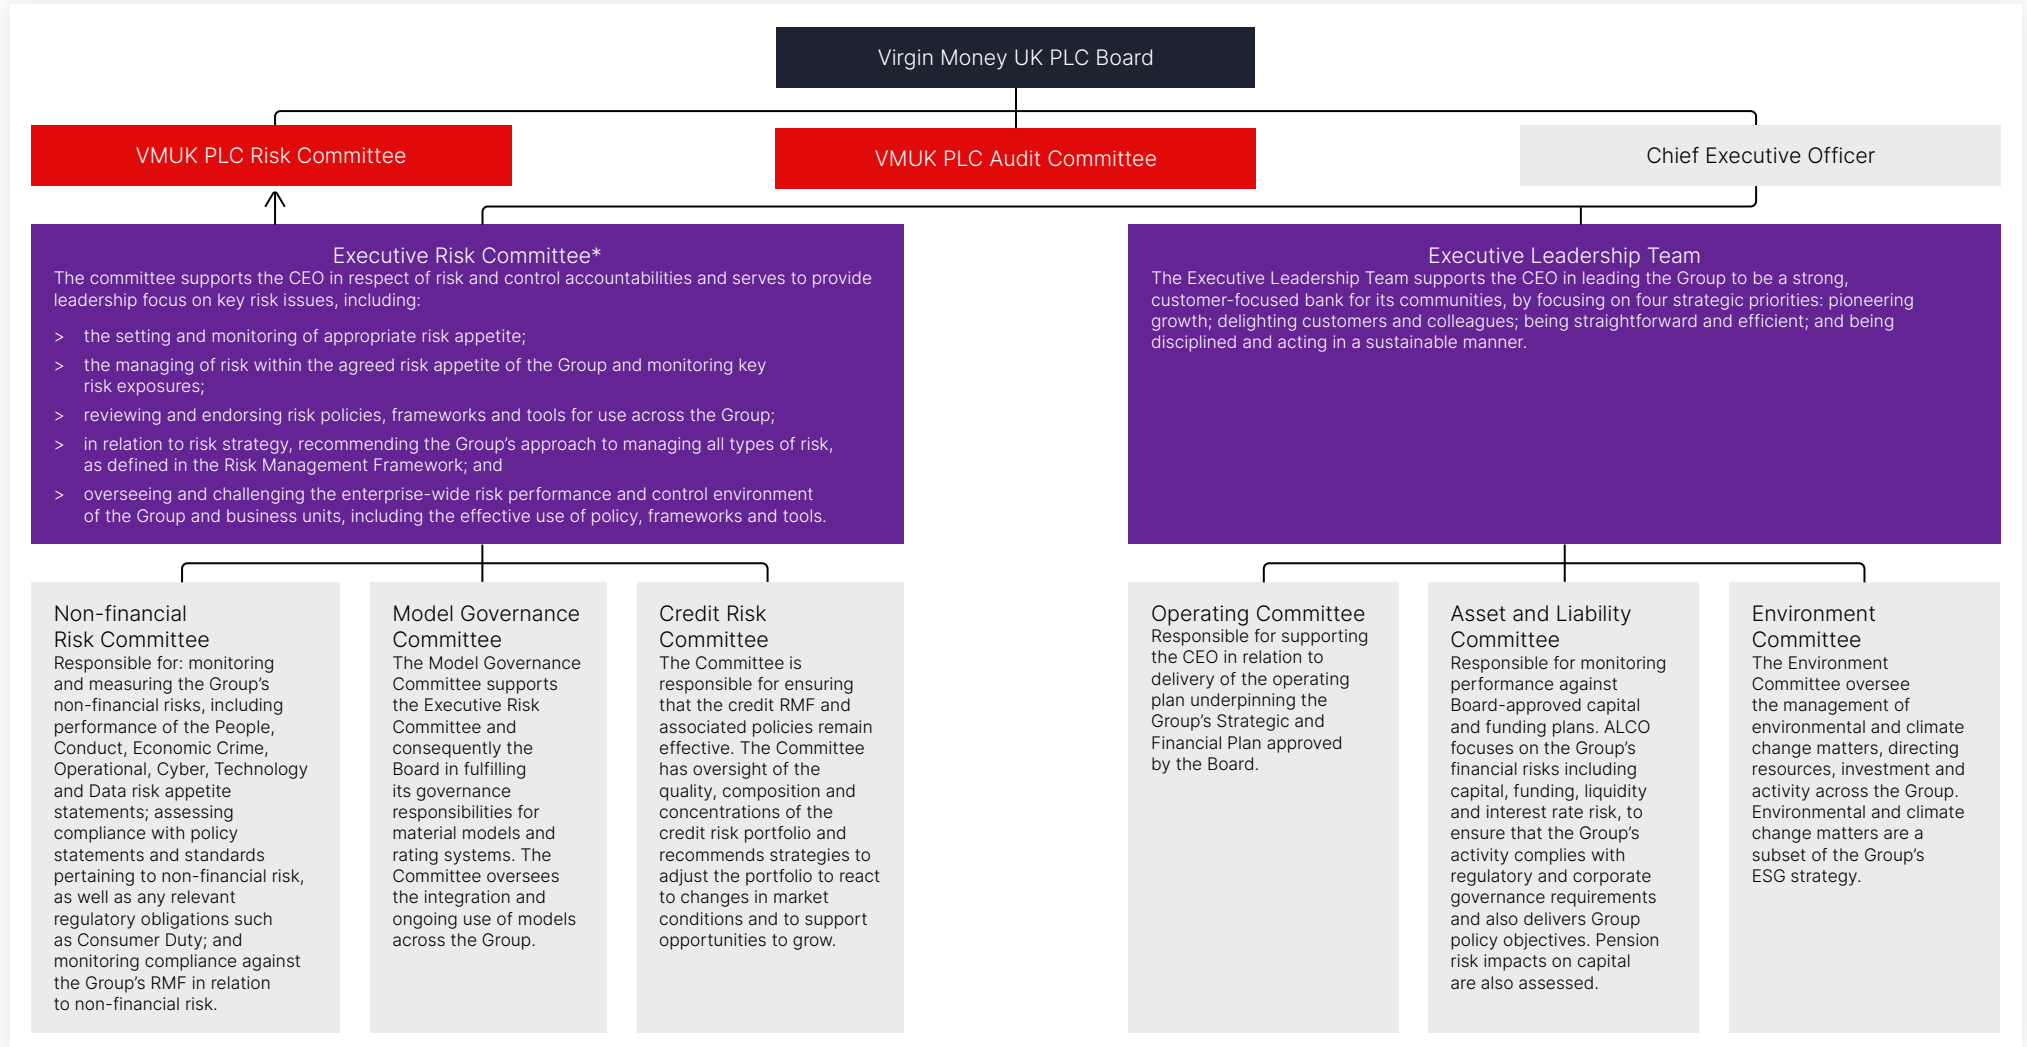 Virgin Money UK PLC Board
VMUK PLC Risk Committee
VMUK PLC Audit Committee
Chief Executive Officer
Executive Risk Committee*
The committee supports the CEO in respect of risk and control accountabilities and serves to provide
leadership focus on key risk issues, including:
> the setting and monitoring of appropriate risk appetite;
> the managing of risk within the agreed risk appetite of the Group and monitoring key
risk exposures;
> reviewing and endorsing risk policies, frameworks and tools for use across the Group;
> in relation to risk strategy, recommending the Group’s approach to managing all types of risk,
as defined in the Risk Management Framework; and
> overseeing and challenging the enterprise-wide risk performance and control environment
of the Group and business units, including the effective use of policy, frameworks and tools.
Executive Leadership Team
The Executive Leadership Team supports the CEO in leading the Group to be a strong,
customer-focused bank for its communities, by focusing on four strategic priorities: pioneering
growth; delighting customers and colleagues; being straightforward and efficient; and being
disciplined and acting in a sustainable manner.
Non-financial
Risk Committee
Responsible for: monitoring
and measuring the Group’s
non-financial risks, including
performance of the People,
Conduct, Economic Crime,
Operational, Cyber, Technology
and Data risk appetite
statements; assessing
compliance with policy
statements and standards
pertaining to non-financial risk,
as well as any relevant
regulatory obligations such
as Consumer Duty; and
monitoring compliance against
the Group’s RMF in relation
to non-financial risk.
Model Governance
Committee
The Model Governance
Committee supports
the Executive Risk
Committee and
consequently the
Board in fulfilling
its governance
responsibilities for
material models and
rating systems. The
Committee oversees
the integration and
ongoing use of models
across the Group.
Credit Risk
Committee
The Committee is
responsible for ensuring
that the credit RMF and
associated policies remain
effective. The Committee
has oversight of the
quality, composition and
concentrations of the
credit risk portfolio and
recommends strategies to
adjust the portfolio to react
to changes in market
conditions and to support
opportunities to grow.
Operating Committee
Responsible for supporting
the CEO in relation to
delivery of the operating
plan underpinning the
Group’s Strategic and
Financial Plan approved
by the Board.
Asset and Liability
Committee
Responsible for monitoring
performance against
Board-approved capital
and funding plans. ALCO
focuses on the Group’s
financial risks including
capital, funding, liquidity
and interest rate risk, to
ensure that the Group’s
activity complies with
regulatory and corporate
governance requirements
and also delivers Group
policy objectives. Pension
risk impacts on capital
are also assessed.
Environment
Committee
The Environment
Committee oversee
the management of
environmental and climate
change matters, directing
resources, investment and
activity across the Group.
Environmental and climate
change matters are a
subset of the Group’s
ESG strategy.